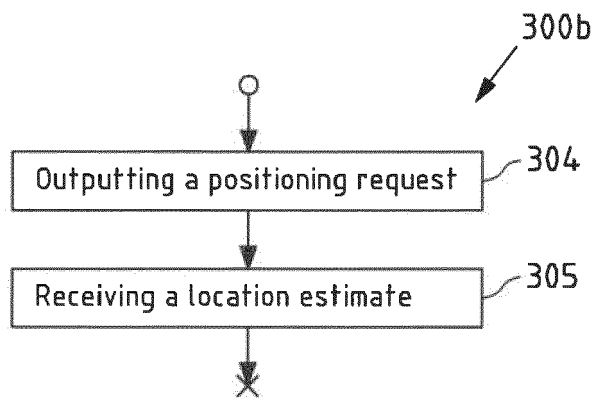 300b
Outputting a positioning request
304
Receiving a location estimate
305